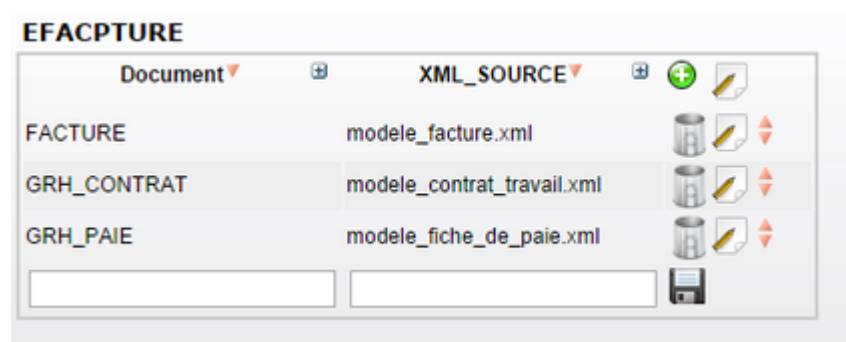 EFACPTURE
Document XML_SOURCE
FACTURE modele_facture.xml
GRH_CONTRAT modele_contrat_travail.xml
GRH_PAIE modele_fiche_de_paie.xml